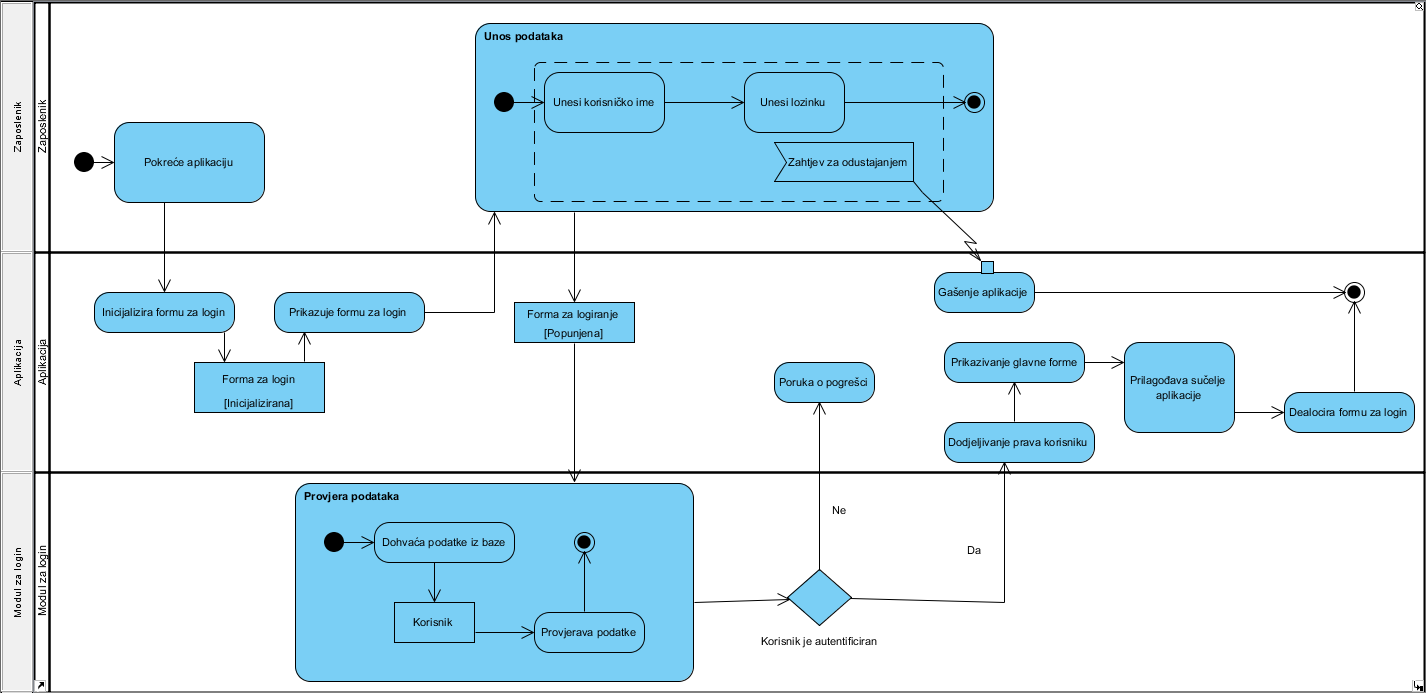 Zaposlenik
Zaposlenik
Pokreće aplikaciju
Unos podataka
Unesi korisničko ime
Unesi lozinku
Zahtjev za odustajanjem
Aplikacija
Aplikacija
Inicijalizira formu za login
Forma za login
[Inicijalizirana]
Prikazuje formu za login
Forma za logiranje
[Popunjena]
Gašenje aplikacije
Poruka o pogrešci
Prikazivanje glavne forme
Dodjeljivanje prava korisniku
Prilagođava sučelje
aplikacije
Dealocira formu za login
Modul za login
Modul za login
Provjera podataka
Dohvaća podatke iz baze
Korisnik
Provjerava podatke
Ne
Da
Korisnik je autentificiran